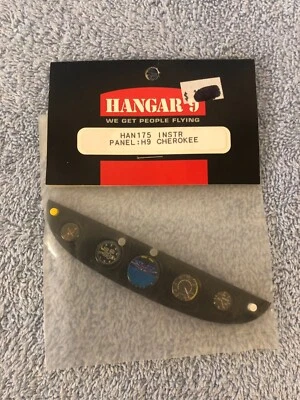 HANGAR 9
WE GET PEOPLE FLYING
HAN175 INSTR
PANEL:H9 CHEROKEE